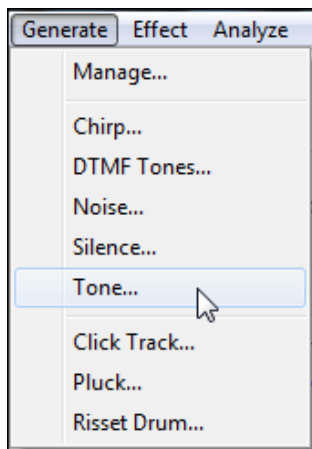 Generate Effect Analyze
Manage...
Chirp...
DTMF Tones...
Noise...
Silence...
Tone...
Click Track...
Pluck...
Risset Drum...